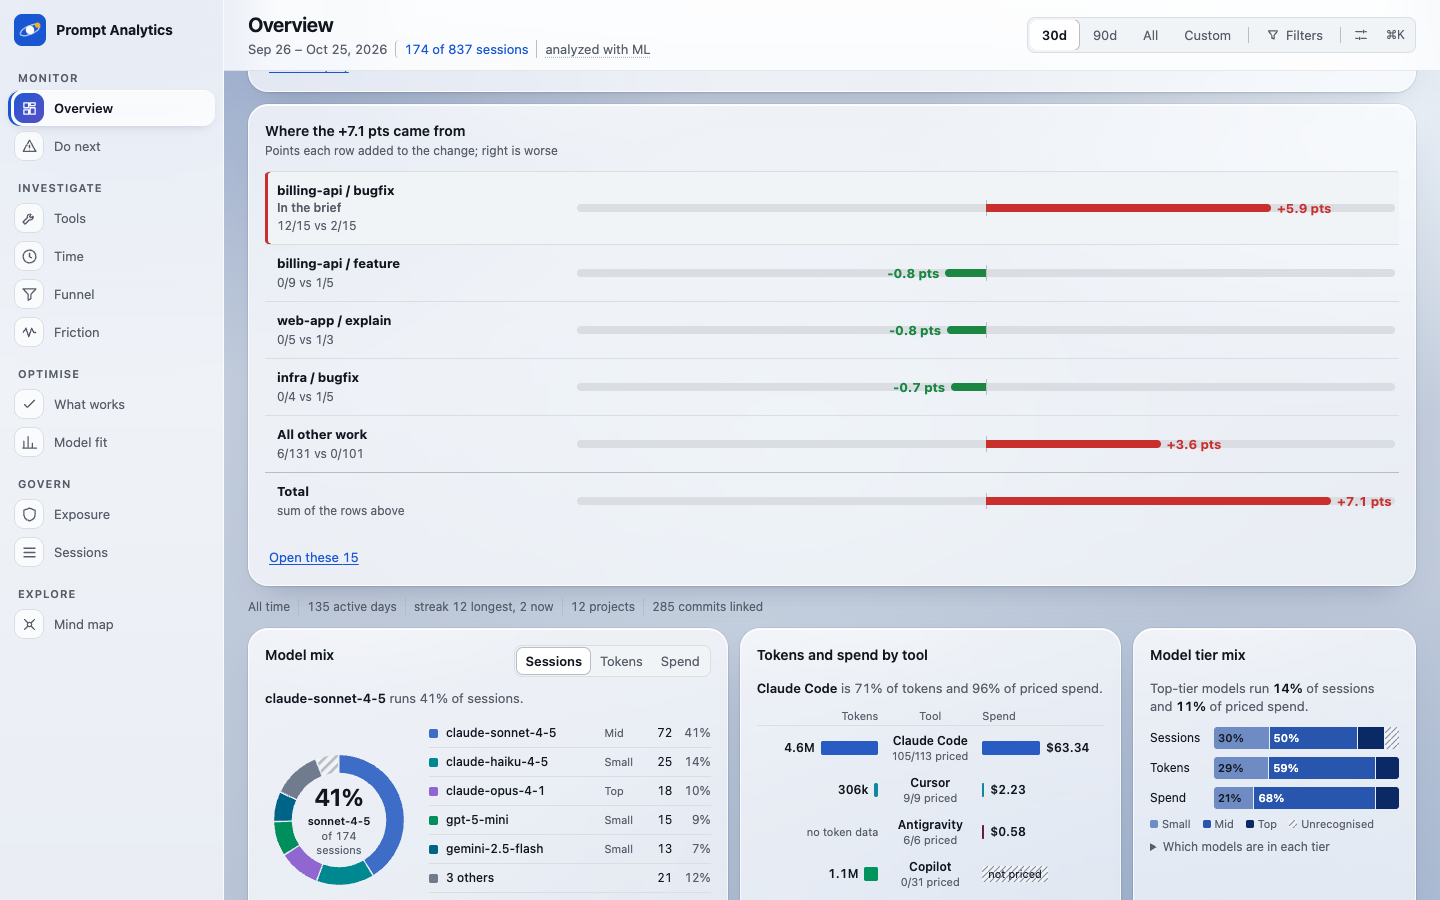 Prompt Analytics
MONITOR
Overview
Do next
INVESTIGATE
Tools
Time
Funnel
Friction
OPTIMISE
What works
Model fit
GOVERN
Exposure
Sessions
EXPLORE
Mind map
Overview
Sep 26 – Oct 25, 2026 174 of 837 sessions analyzed with ML
30d 90d All Custom Filters ⌘K
Where the +7.1 pts came from
Points each row added to the change; right is worse
billing-api / bugfix
In the brief
12/15 vs 2/15
+5.9 pts
billing-api / feature
0/9 vs 1/5
-0.8 pts
web-app / explain
0/5 vs 1/3
-0.8 pts
infra / bugfix
0/4 vs 1/5
-0.7 pts
All other work
6/131 vs 0/101
+3.6 pts
Total
sum of the rows above
+7.1 pts
Open these 15
All time 135 active days streak 12 longest, 2 now 12 projects 285 commits linked
Model mix
Sessions Tokens Spend
claude-sonnet-4-5 runs 41% of sessions.
41%
sonnet-4-5
of 174
sessions
claude-sonnet-4-5 Mid 72 41%
claude-haiku-4-5 Small 25 14%
claude-opus-4-1 Top 18 10%
gpt-5-mini Small 15 9%
gemini-2.5-flash Small 13 7%
3 others 21 12%
Tokens and spend by tool
Claude Code is 71% of tokens and 96% of priced spend.
Tokens Tool Spend
4.6M Claude Code $63.34
105/113 priced
306k Cursor $2.23
9/9 priced
no token data Antigravity $0.58
6/6 priced
1.1M Copilot not priced
0/31 priced
Model tier mix
Top-tier models run 14% of sessions
and 11% of priced spend.
Sessions 30% 50%
Tokens 29% 59%
Spend 21% 68%
Small Mid Top Unrecognised
Which models are in each tier